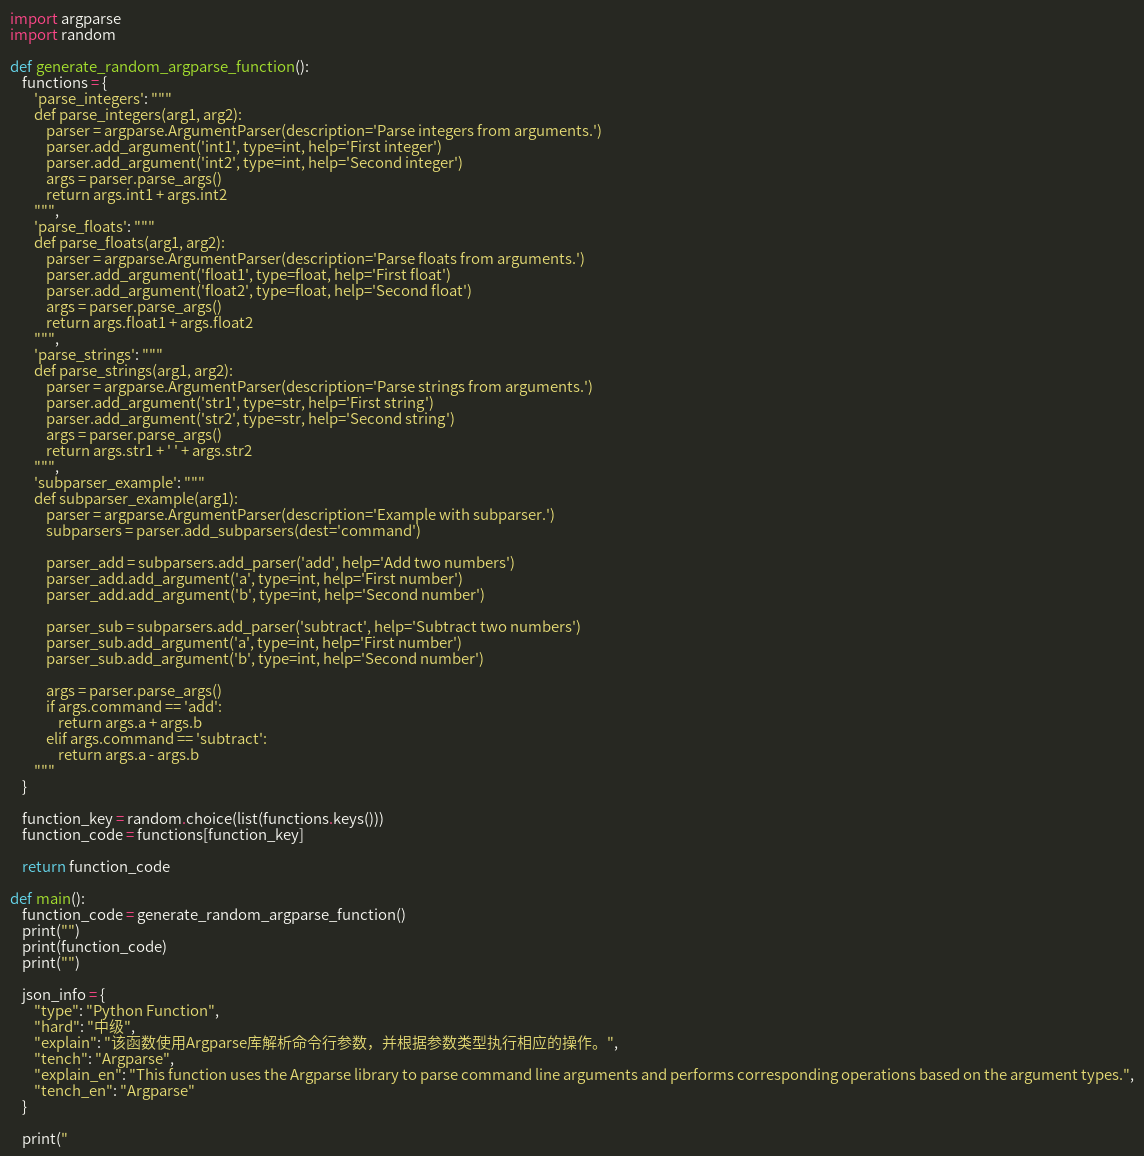 import argparse
import random

def generate_random_argparse_function():
    functions = {
        'parse_integers': """
        def parse_integers(arg1, arg2):
            parser = argparse.ArgumentParser(description='Parse integers from arguments.')
            parser.add_argument('int1', type=int, help='First integer')
            parser.add_argument('int2', type=int, help='Second integer')
            args = parser.parse_args()
            return args.int1 + args.int2
        """,
        'parse_floats': """
        def parse_floats(arg1, arg2):
            parser = argparse.ArgumentParser(description='Parse floats from arguments.')
            parser.add_argument('float1', type=float, help='First float')
            parser.add_argument('float2', type=float, help='Second float')
            args = parser.parse_args()
            return args.float1 + args.float2
        """,
        'parse_strings': """
        def parse_strings(arg1, arg2):
            parser = argparse.ArgumentParser(description='Parse strings from arguments.')
            parser.add_argument('str1', type=str, help='First string')
            parser.add_argument('str2', type=str, help='Second string')
            args = parser.parse_args()
            return args.str1 + ' ' + args.str2
        """,
        'subparser_example': """
        def subparser_example(arg1):
            parser = argparse.ArgumentParser(description='Example with subparser.')
            subparsers = parser.add_subparsers(dest='command')

            parser_add = subparsers.add_parser('add', help='Add two numbers')
            parser_add.add_argument('a', type=int, help='First number')
            parser_add.add_argument('b', type=int, help='Second number')

            parser_sub = subparsers.add_parser('subtract', help='Subtract two numbers')
            parser_sub.add_argument('a', type=int, help='First number')
            parser_sub.add_argument('b', type=int, help='Second number')

            args = parser.parse_args()
            if args.command == 'add':
                return args.a + args.b
            elif args.command == 'subtract':
                return args.a - args.b
        """
    }

    function_key = random.choice(list(functions.keys()))
    function_code = functions[function_key]

    return function_code

def main():
    function_code = generate_random_argparse_function()
    print("")
    print(function_code)
    print("")

    json_info = {
        "type": "Python Function",
        "hard": "中级",
        "explain": "该函数使用Argparse库解析命令行参数，并根据参数类型执行相应的操作。",
        "tench": "Argparse",
        "explain_en": "This function uses the Argparse library to parse command line arguments and performs corresponding operations based on the argument types.",
        "tench_en": "Argparse"
    }

    print("